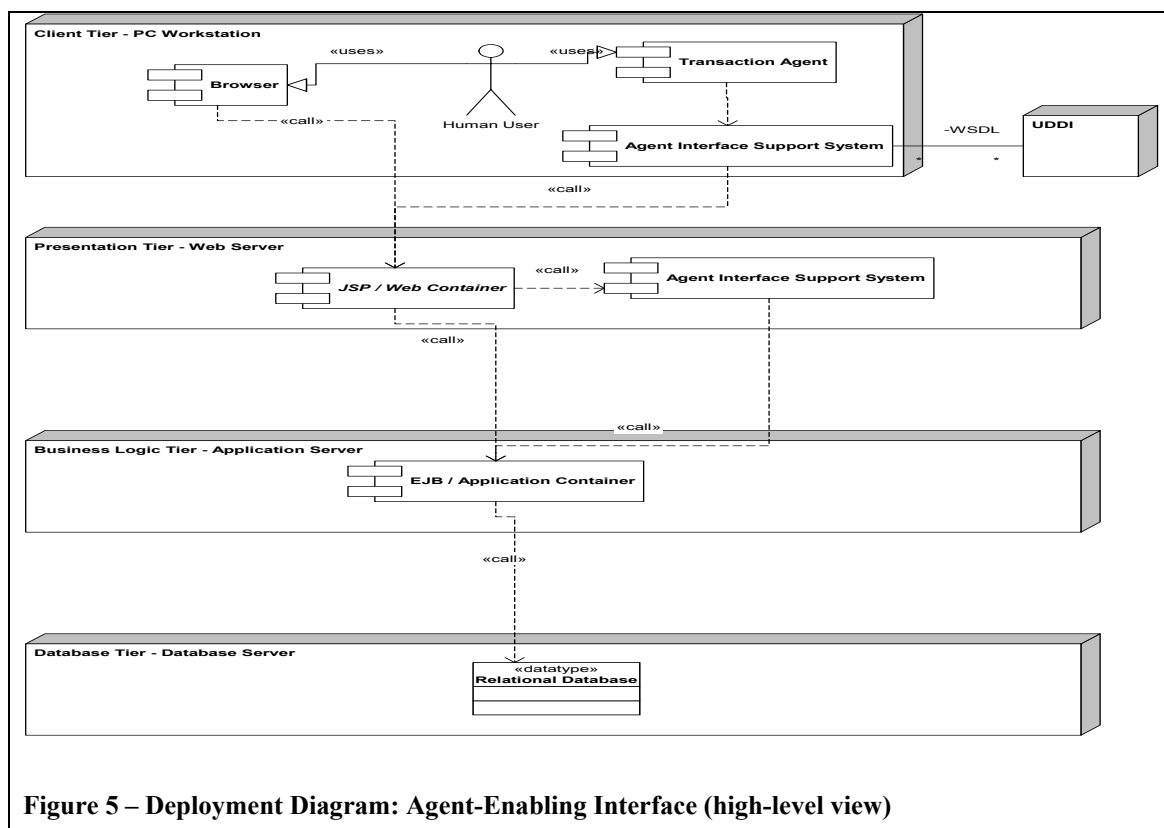 Client Tier - PC Workstation
«uses»
«uses»
Transaction Agent
Browser
«call»
Human User
Agent Interface Support System
-WSDL
*
*
UDDI
«call»
Presentation Tier - Web Server
JSP / Web Container
«call»
Agent Interface Support System
«call»
«call»
Business Logic Tier - Application Server
EJB / Application Container
«call»
Database Tier - Database Server
«datatype»
Relational Database
Figure 5 – Deployment Diagram: Agent-Enabling Interface (high-level view)